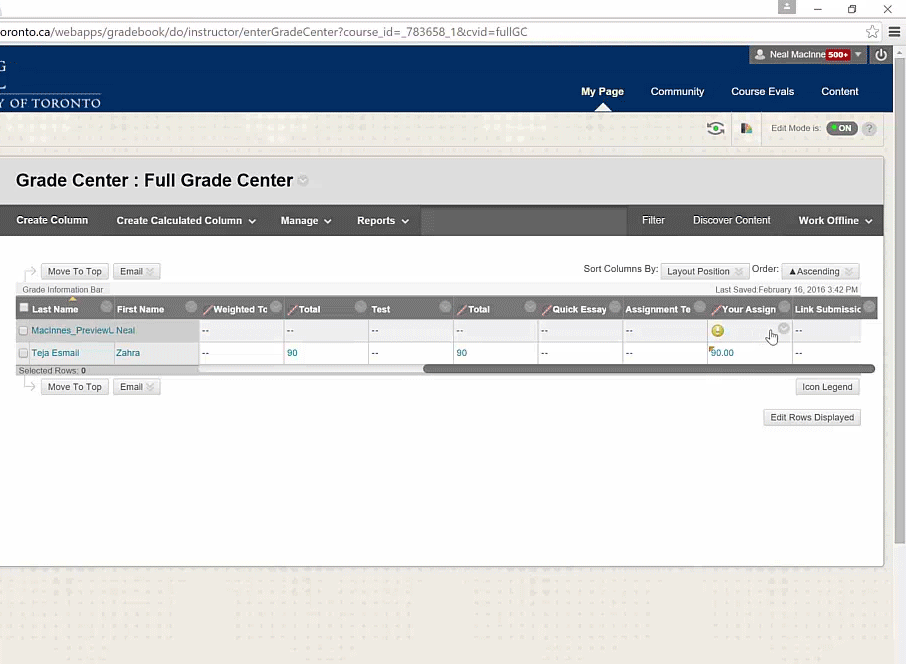 oronto.ca/webapps/gradebook/do/instructor/enterGradeCenter?course_id=_783658_1&cvid=fullGC
Neal MacInne 500+
G
L
Y OF TORONTO
My Page Community Course Evals Content
Edit Mode is: ON ?
Grade Center : Full Grade Center
Create Column Create Calculated Column Manage Reports Filter Discover Content Work Offline
Move To Top Email Sort Columns By: Layout Position Order: ▲Ascending
Grade Information Bar Last Saved:February 16, 2016 3:42 PM
Last Name First Name Weighted To Total Test Total Quick Essay Assignment Te Your Assign Link Submissic
MacInnes_PreviewU Neal -- -- -- -- -- -- --
Teja Esmail Zahra -- 90 -- 90 -- -- 90.00 --
Selected Rows: 0
Move To Top Email Icon Legend
Edit Rows Displayed